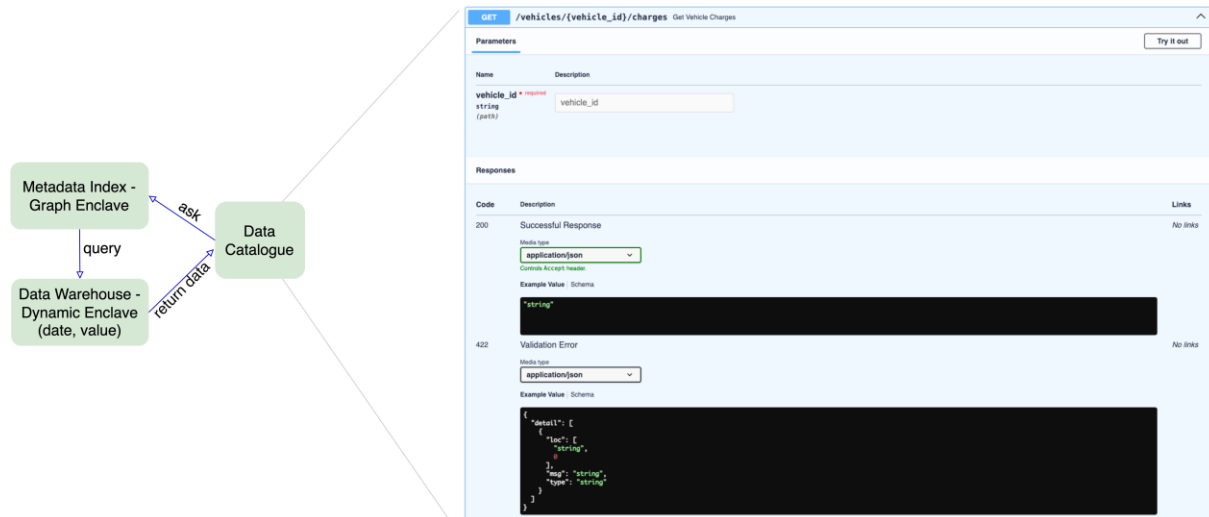 Metadata Index -
Graph Enclave
ask
query
Data
Catalogue
Data Warehouse -
Dynamic Enclave
(date, value)
return data
GET /vehicles/{vehicle_id}/charges Get Vehicle Charges
Parameters
Try it out
Name Description
vehicle_id * required
string
(path)
vehicle_id
Responses
Code Description Links
200 Successful Response No links
Media type
application/json
Controls Accept header.
Example Value Schema
"string"
422 Validation Error No links
Media type
application/json
Example Value Schema
{
"detail": [
{
"loc": [
"string",
0
],
"msg": "string",
"type": "string"
}
]
}